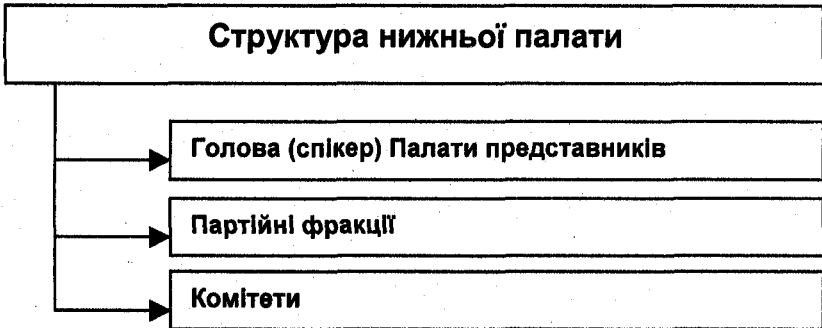 Структура нижньої палати
Голова (спікер) Палати представників
Партійні фракції
Комітети